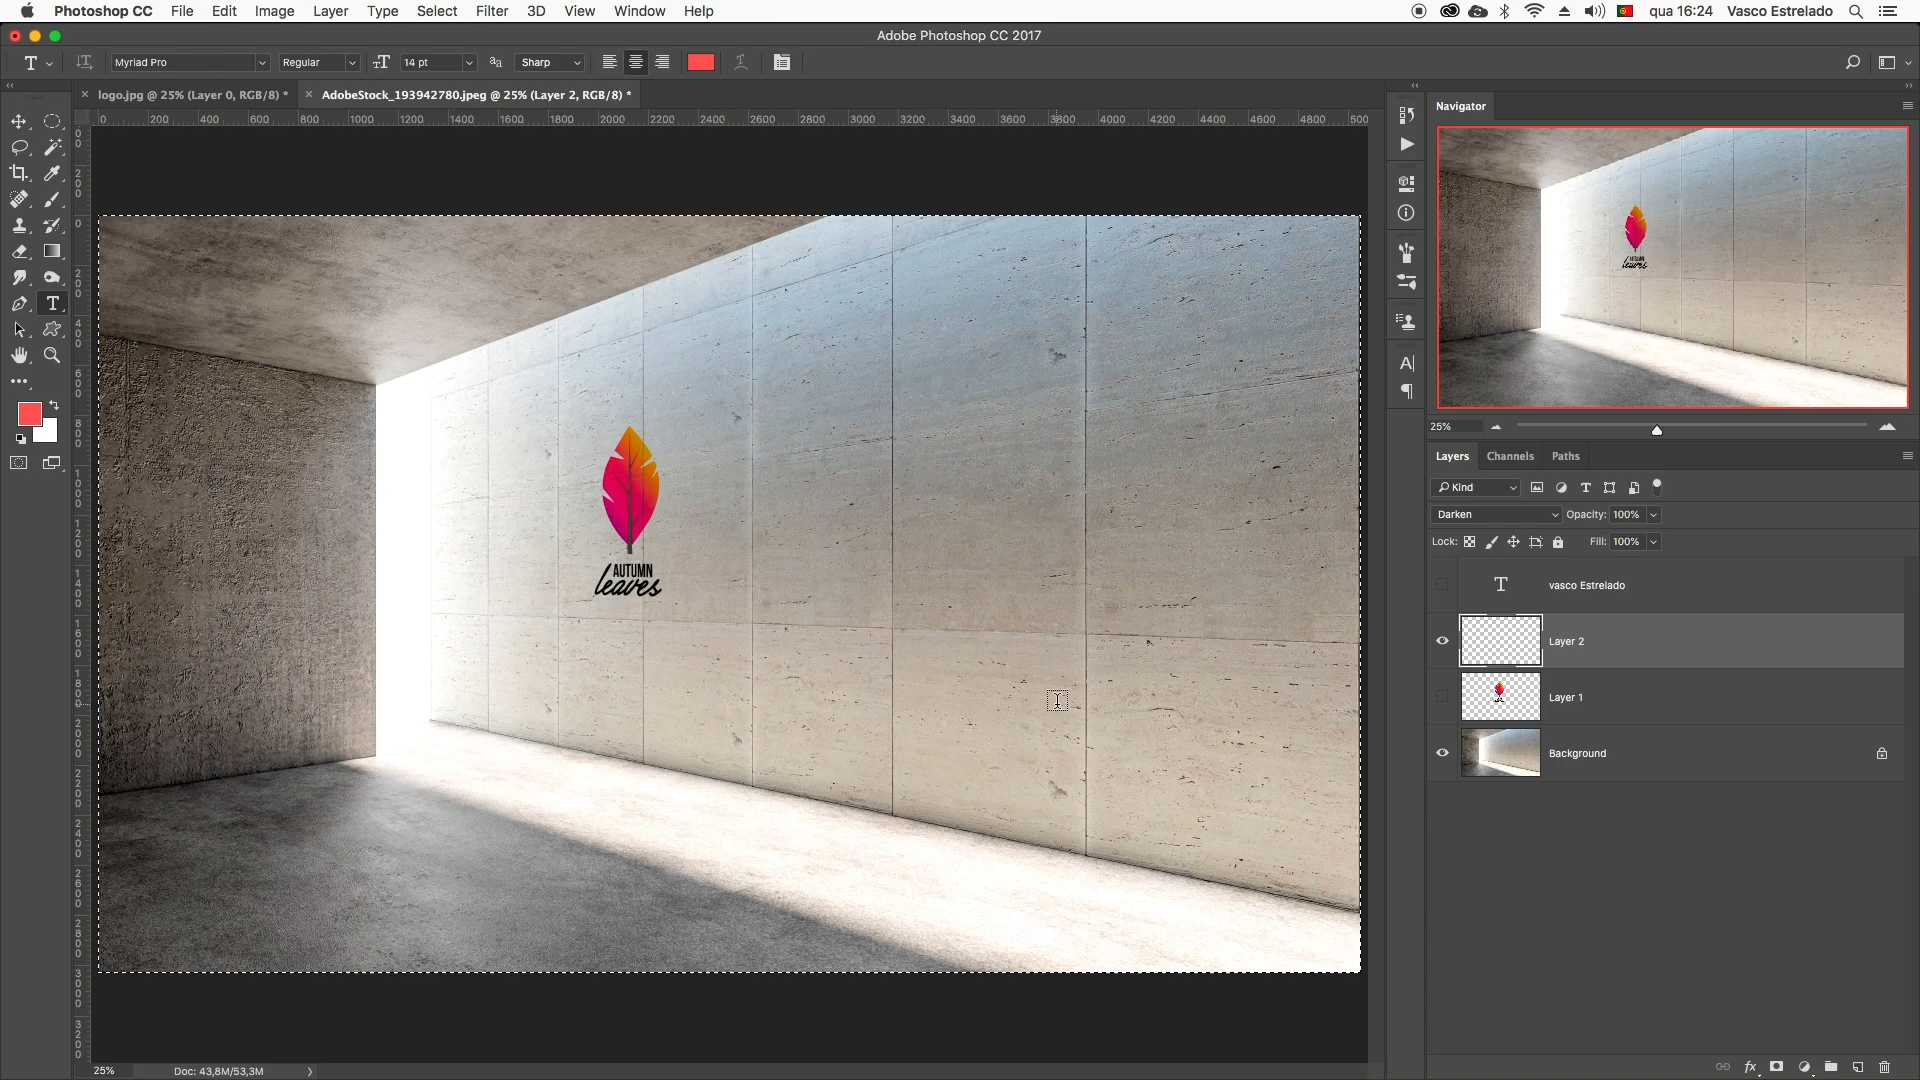 Photoshop CC File Edit Image Layer Type Select Filter 3D View Window Help qua 16:24 Vasco Estrelado
Adobe Photoshop CC 2017
T Myriad Pro Regular 14 pt Sharp
logo.jpg @ 25% (Layer 0, RGB/8) * AdobeStock_193942780.jpeg @ 25% (Layer 2, RGB/8) *
0 200 400 600 800 1000 1200 1400 1600 1800 2000 2200 2400 2600 2800 3000 3200 3400 3600 3800 4000 4200 4400 4600 4800 500
Navigator
25%
Layers Channels Paths
Kind
Darken Opacity: 100%
Lock: Fill: 100%
T vasco Estrelado
Layer 2
Layer 1
Background
AUTUMN
leaves
25% Doc: 43,8M/53,3M